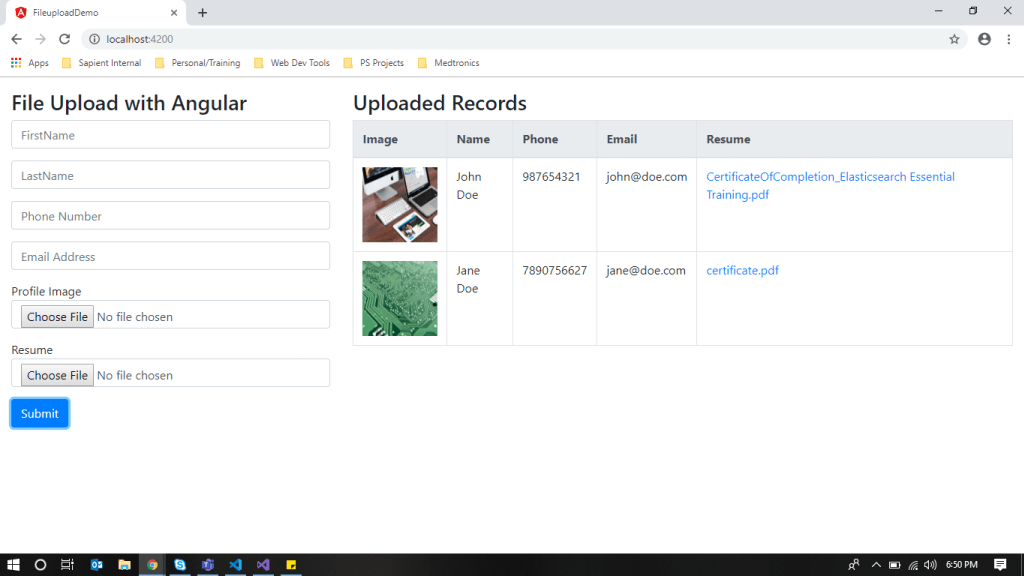 FileuploadDemo
localhost:4200
Apps
Sapient Internal
Personal/Training
Web Dev Tools
PS Projects
Medtronics
File Upload with Angular
FirstName
LastName
Phone Number
Email Address
Profile Image
Choose File No file chosen
Resume
Choose File No file chosen
Submit
Uploaded Records
Image Name Phone Email Resume
John 987654321 john@doe.com CertificateOfCompletion_Elasticsearch Essential
Doe Training.pdf
Jane 7890756627 jane@doe.com certificate.pdf
Doe
6:50 PM